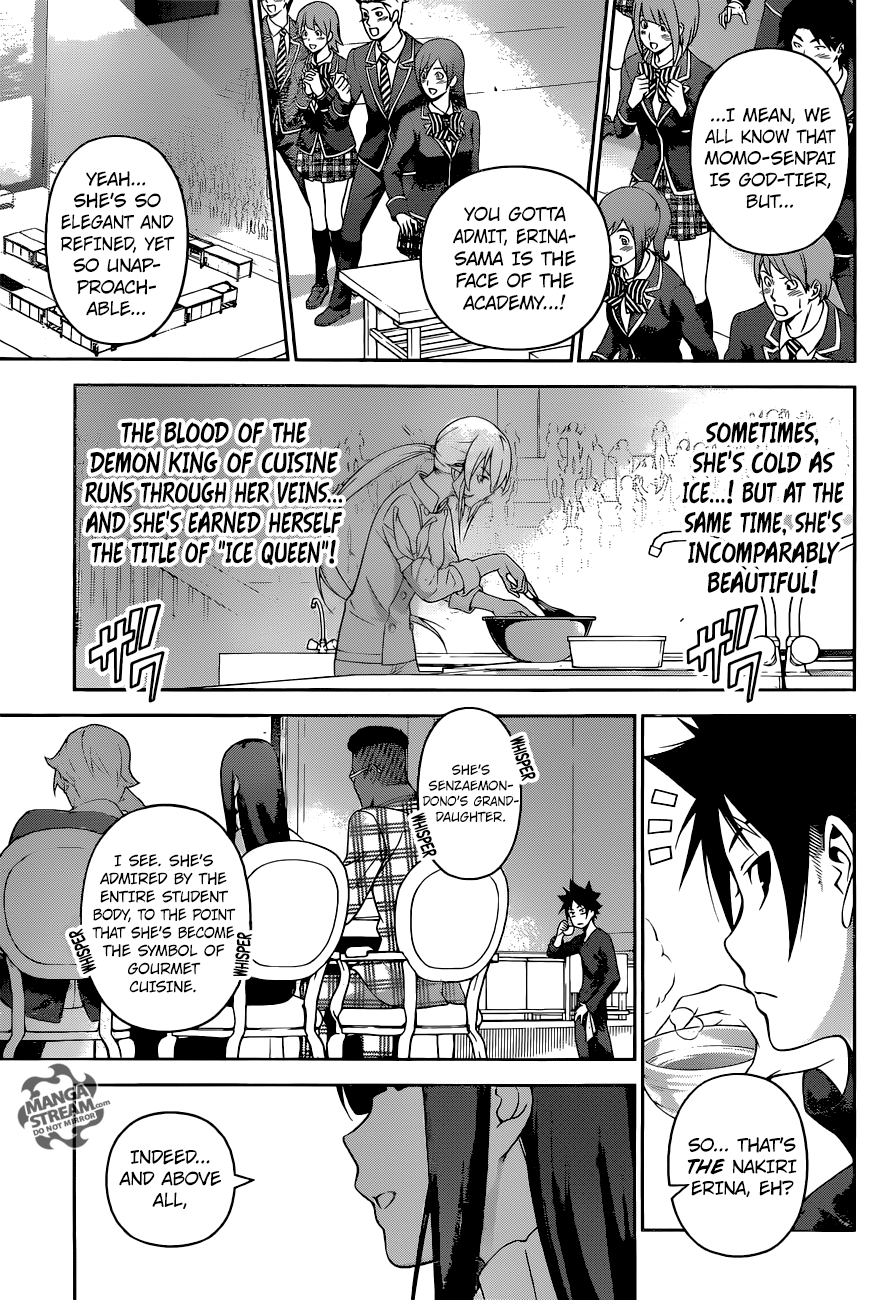 ...I MEAN, WE
ALL KNOW THAT
MOMO-SENPAI
IS GOD-TIER,
BUT...
YOU GOTTA
ADMIT, ERINA-
SAMA IS THE
FACE OF THE
ACADEMY...!
YEAH...
SHE'S SO
ELEGANT AND
REFINED, YET
SO UNAP-
PROACH-
ABLE...
SOMETIMES,
SHE'S COLD AS
ICE...! BUT AT THE
SAME TIME, SHE'S
INCOMPARABLY
BEAUTIFUL!
THE BLOOD OF THE
DEMON KING OF CUISINE
RUNS THROUGH HER VEINS...
AND SHE'S EARNED HERSELF
THE TITLE OF "ICE QUEEN"!
ザワ
ザワ
SO... THAT'S
THE NAKIRI
ERINA, EH?
WHISPER
SHE'S
SENZAEMON-
DONO'S GRAND-
DAUGHTER.
WHISPER
I SEE. SHE'S
ADMIRED BY THE
ENTIRE STUDENT
BODY, TO THE POINT
THAT SHE'S BECOME
THE SYMBOL OF
GOURMET
CUISINE.
WHISPER
WHISPER
INDEED...
AND ABOVE
ALL,
MANGA
STREAM.com
DO NOT MIRROR